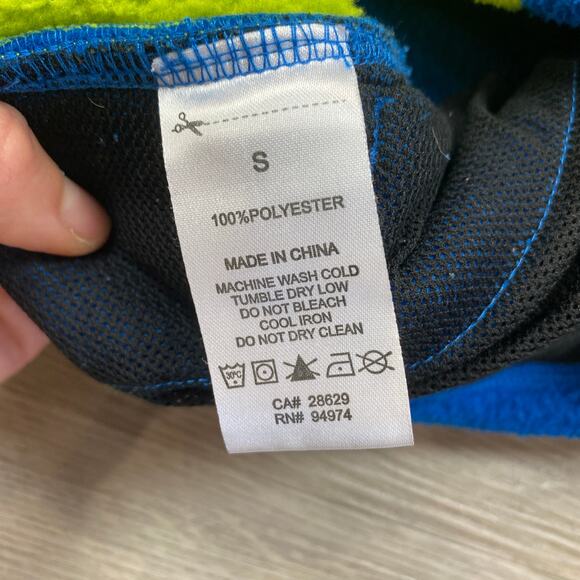 S
100%POLYESTER
MADE IN CHINA
MACHINE WASH COLD
TUMBLE DRY LOW
DO NOT BLEACH
COOL IRON
DO NOT DRY CLEAN
30°C
CA# 28629
RN# 94974